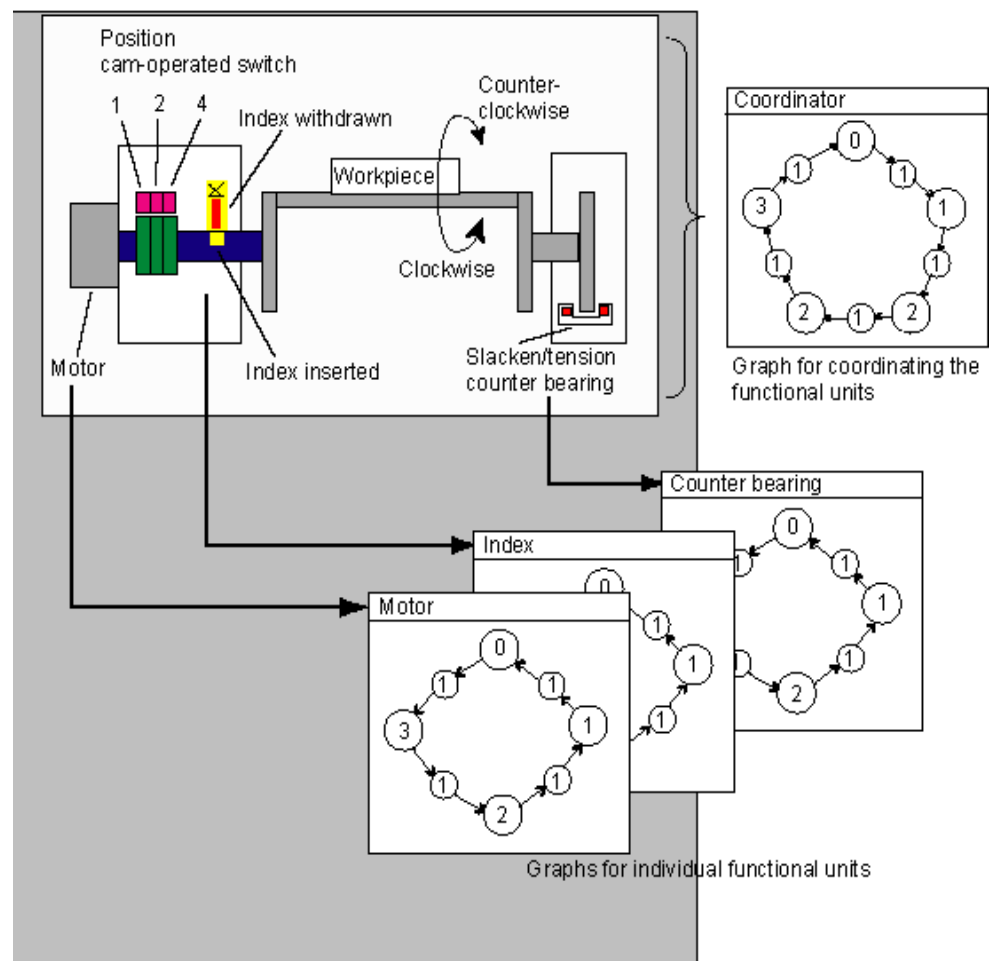 Position
cam-operated switch
1 2 4
Index withdrawn
Counter-
clockwise
Workpiece
Clockwise
Motor
Index inserted
Slacken/tension
counter bearing
Coordinator
0
1
1
3
1
1
1
2
1
2
Graph for coordinating the
functional units
Counter bearing
0
1
1
1
1
2
Index
0
1
1
1
Motor
0
1
1
3
1
1
1
2
Graphs for individual functional units